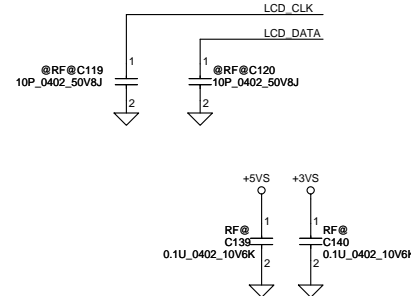 LCD_CLK
LCD_DATA
1 1
@RF@C119 @RF@C120
10P_0402_50V8J 10P_0402_50V8J
2 2
+5VS +3VS
1 1
RF@ RF@
C139 C140
0.1U_0402_10V6K 0.1U_0402_10V6K
2 2